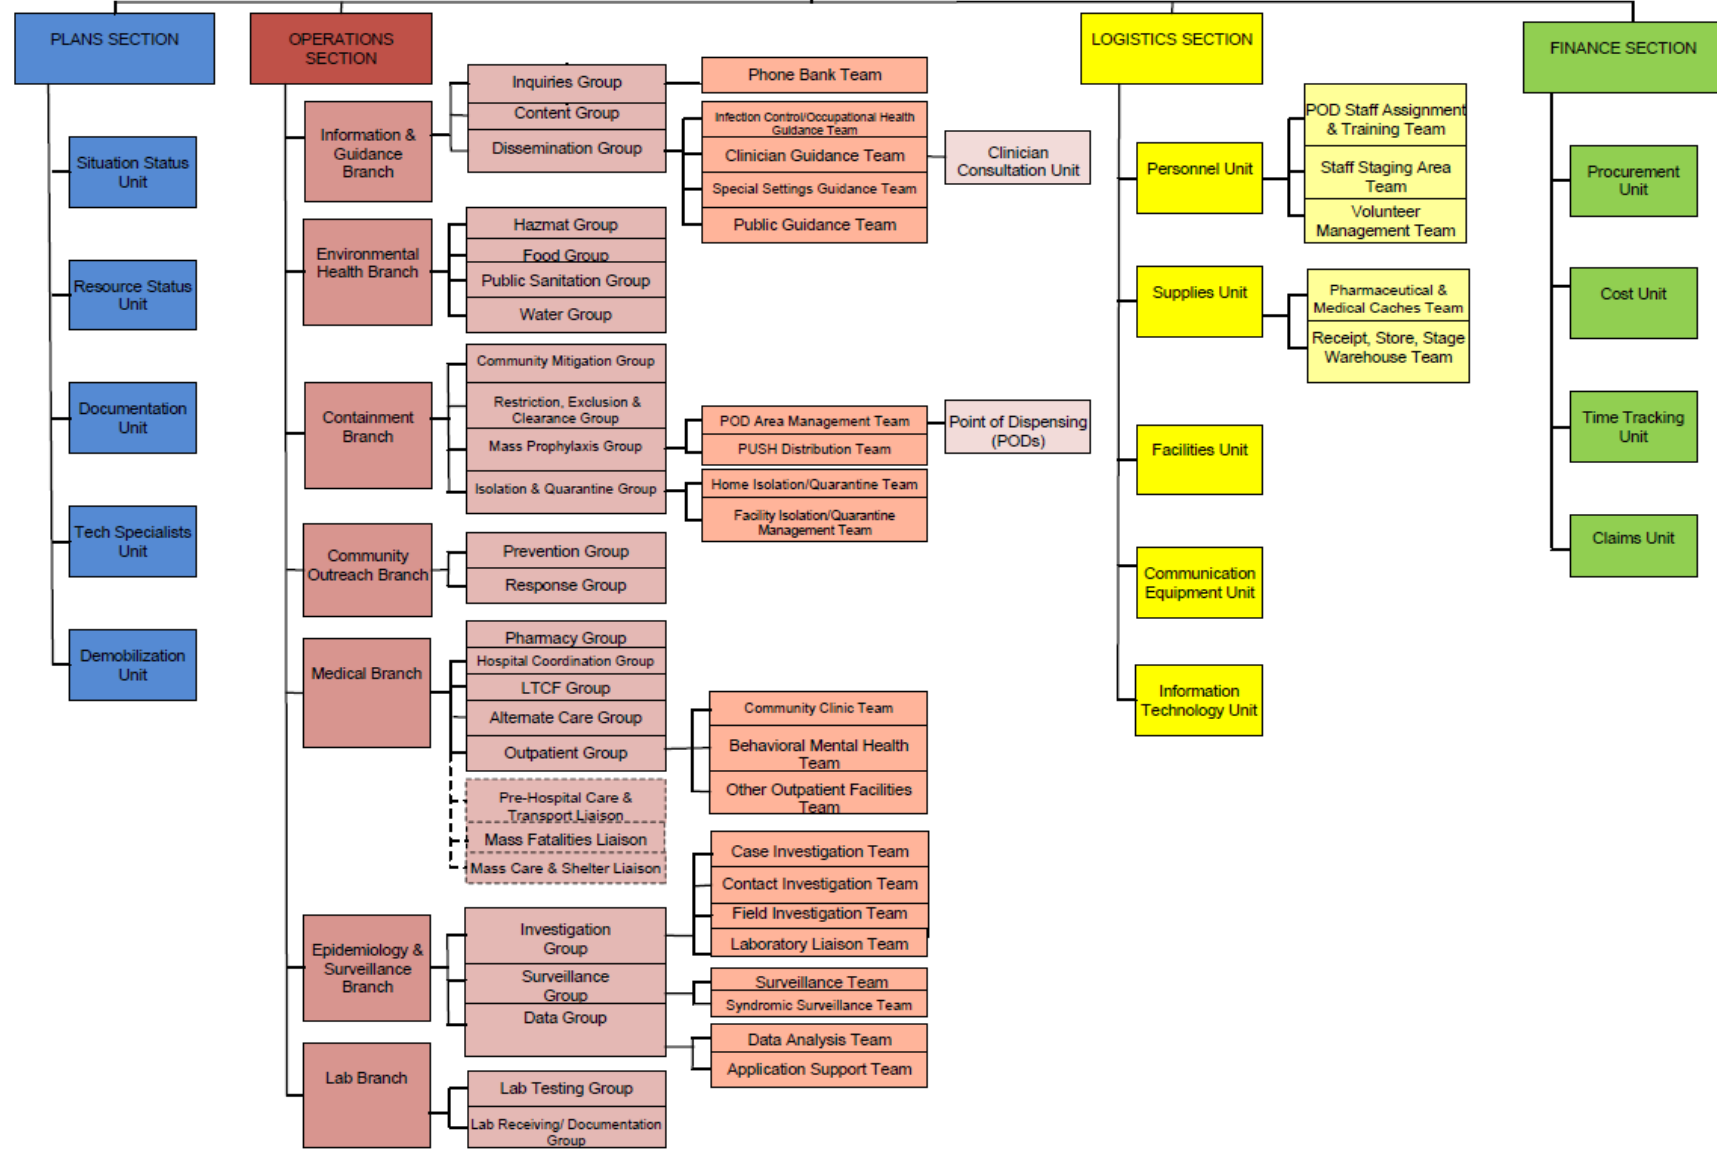 PLANS SECTION
Situation Status
Unit
Resource Status
Unit
Documentation
Unit
Tech Specialists
Unit
Demobilization
Unit
OPERATIONS
SECTION
Information &
Guidance
Branch
Inquiries Group
Content Group
Dissemination Group
Phone Bank Team
Infection Control/Occupational Health
Guidance Team
Clinician Guidance Team
Special Settings Guidance Team
Public Guidance Team
Clinician
Consultation Unit
Environmental
Health Branch
Hazmat Group
Food Group
Public Sanitation Group
Water Group
Containment
Branch
Community Mitigation Group
Restriction, Exclusion &
Clearance Group
Mass Prophylaxis Group
Isolation & Quarantine Group
POD Area Management Team
PUSH Distribution Team
Home Isolation/Quarantine Team
Facility Isolation/Quarantine
Management Team
Point of Dispensing
(PODs)
Community
Outreach Branch
Prevention Group
Response Group
Medical Branch
Pharmacy Group
Hospital Coordination Group
LTCF Group
Alternate Care Group
Outpatient Group
Pre-Hospital Care &
Transport Liaison
Mass Fatalities Liaison
Mass Care & Shelter Liaison
Community Clinic Team
Behavioral Mental Health
Team
Other Outpatient Facilities
Team
Epidemiology &
Surveillance
Branch
Investigation
Group
Surveillance
Group
Data Group
Case Investigation Team
Contact Investigation Team
Field Investigation Team
Laboratory Liaison Team
Surveillance Team
Syndromic Surveillance Team
Data Analysis Team
Application Support Team
Lab Branch
Lab Testing Group
Lab Receiving/ Documentation
Group
LOGISTICS SECTION
Personnel Unit
POD Staff Assignment
& Training Team
Staff Staging Area
Team
Volunteer
Management Team
Supplies Unit
Pharmaceutical &
Medical Caches Team
Receipt, Store, Stage
Warehouse Team
Facilities Unit
Communication
Equipment Unit
Information
Technology Unit
FINANCE SECTION
Procurement
Unit
Cost Unit
Time Tracking
Unit
Claims Unit